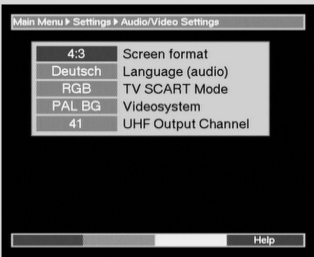 Main Menu ▶ Settings ▶ Audio/Video Settings
4:3 Screen format
Deutsch Language (audio)
RGB TV SCART Mode
PAL BG Videosystem
41 UHF Output Channel
Help